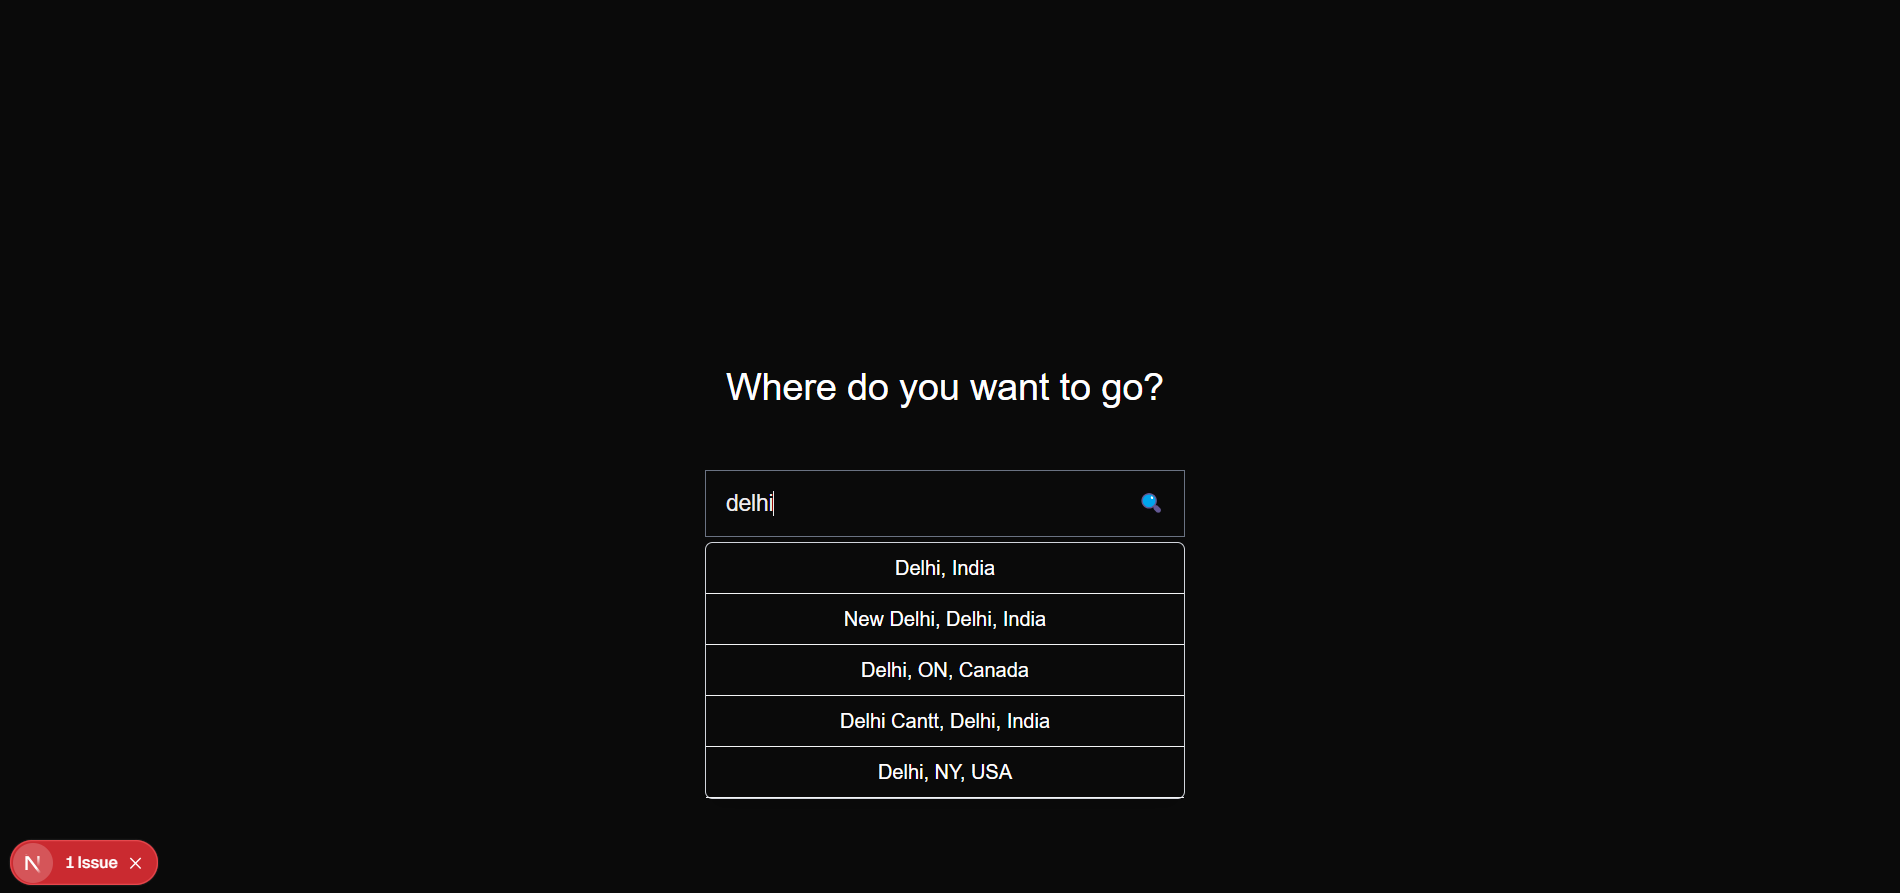 Where do you want to go?
delhi
Delhi, India
New Delhi, Delhi, India
Delhi, ON, Canada
Delhi Cantt, Delhi, India
Delhi, NY, USA
N 1 Issue